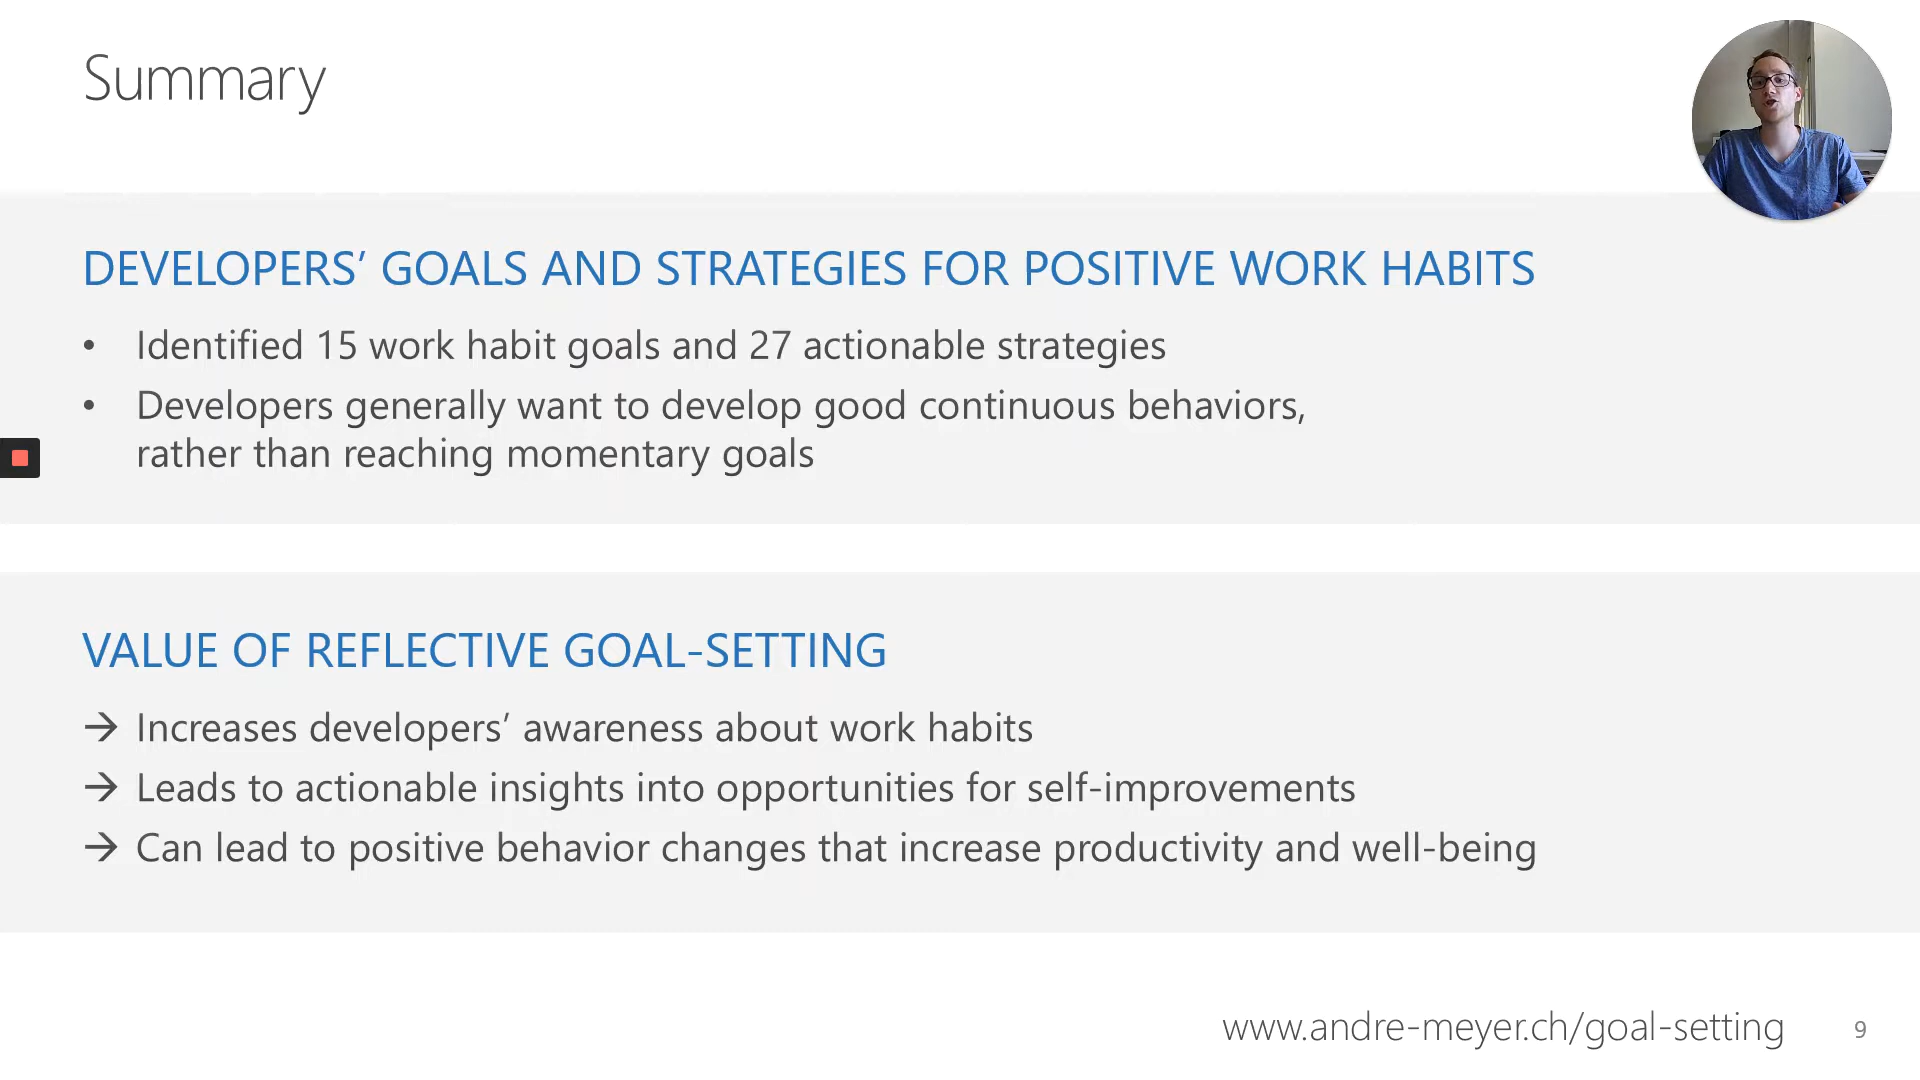 Summary
DEVELOPERS’ GOALS AND STRATEGIES FOR POSITIVE WORK HABITS
• Identified 15 work habit goals and 27 actionable strategies
• Developers generally want to develop good continuous behaviors,
rather than reaching momentary goals
VALUE OF REFLECTIVE GOAL-SETTING
→ Increases developers’ awareness about work habits
→ Leads to actionable insights into opportunities for self-improvements
→ Can lead to positive behavior changes that increase productivity and well-being
www.andre-meyer.ch/goal-setting 9